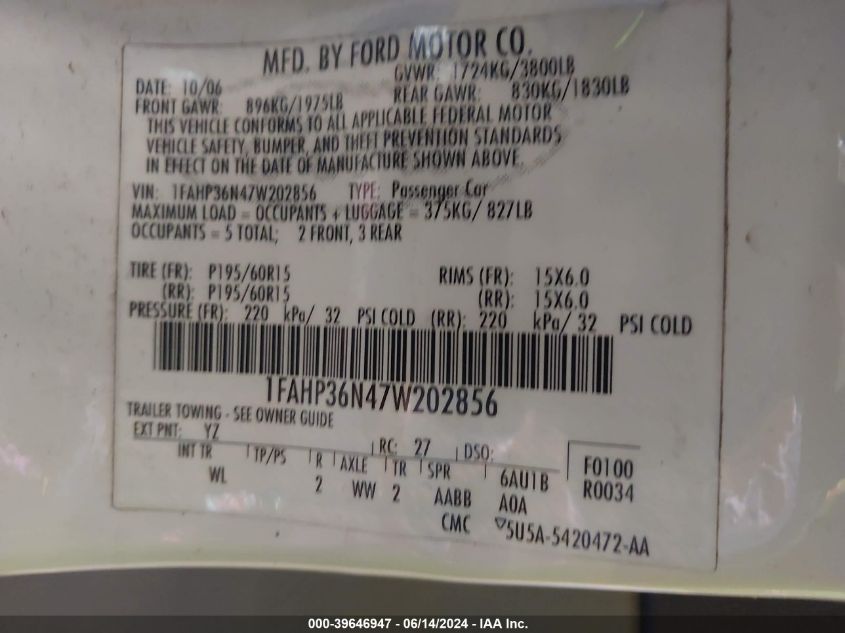 MFD. BY FORD MOTOR CO.
DATE: 10/06 GVWR: 1724KG/3800LB
FRONT GAWR: 896KG/1975LB REAR GAWR: 830KG/1830LB
THIS VEHICLE CONFORMS TO ALL APPLICABLE FEDERAL MOTOR
VEHICLE SAFETY, BUMPER, AND THEFT PREVENTION STANDARDS
IN EFFECT ON THE DATE OF MANUFACTURE SHOWN ABOVE.
VIN: 1FAHP36N47W202856 TYPE: Passenger Car
MAXIMUM LOAD = OCCUPANTS + LUGGAGE = 375KG/ 827LB
OCCUPANTS = 5 TOTAL; 2 FRONT, 3 REAR
TIRE (FR): P195/60R15 RIMS (FR): 15X6.0
(RR): P195/60R15 (RR): 15X6.0
PRESSURE (FR): 220 kPa/ 32 PSI COLD (RR): 220 kPa/ 32 PSI COLD
1FAHP36N47W202856
TRAILER TOWING - SEE OWNER GUIDE
EXT PNT: YZ RC: 27 DSO: F0100
INT TR TP/PS R AXLE TR SPR 6AU1B R0034
WL 2 WW 2 AABB A0A
CMC 5U5A-5420472-AA
000-39646947 - 06/14/2024 - IAA Inc.